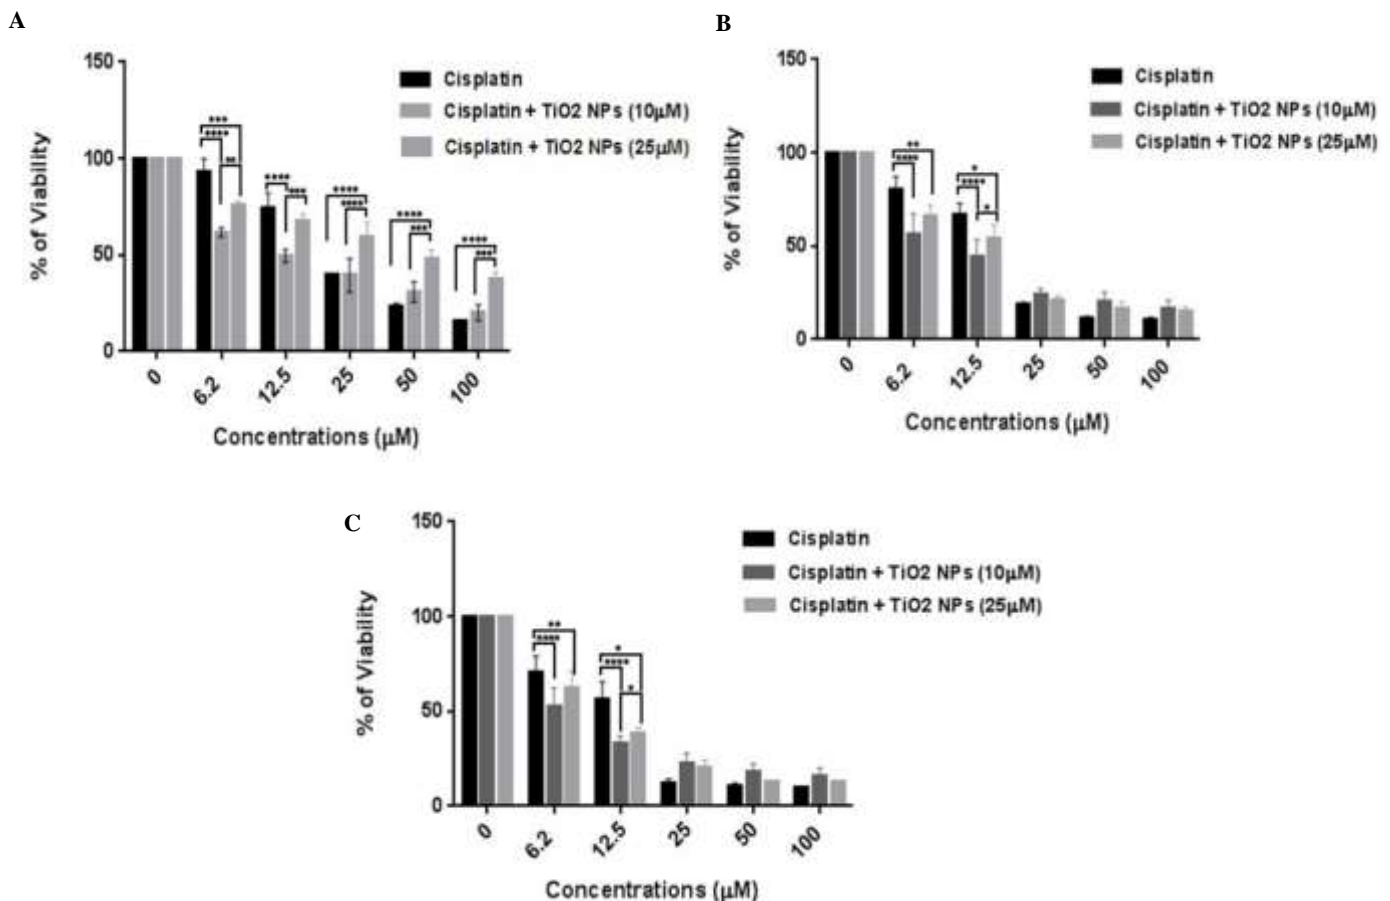 A
150
100
50
0
% of Viability
Cisplatin
Cisplatin + TiO2 NPs (10µM)
Cisplatin + TiO2 NPs (25µM)
***
****
**
****
***
****
****
****
***
****
***
0
6.2
12.5
25
50
100
Concentrations (µM)
B
150
100
50
0
% of Viability
Cisplatin
Cisplatin + TiO2 NPs (10µM)
Cisplatin + TiO2 NPs (25µM)
**
****
*
****
*
0
6.2
12.5
25
50
100
Concentrations (µM)
C
150
100
50
0
% of Viability
Cisplatin
Cisplatin + TiO2 NPs (10µM)
Cisplatin + TiO2 NPs (25µM)
**
****
*
****
*
0
6.2
12.5
25
50
100
Concentrations (µM)